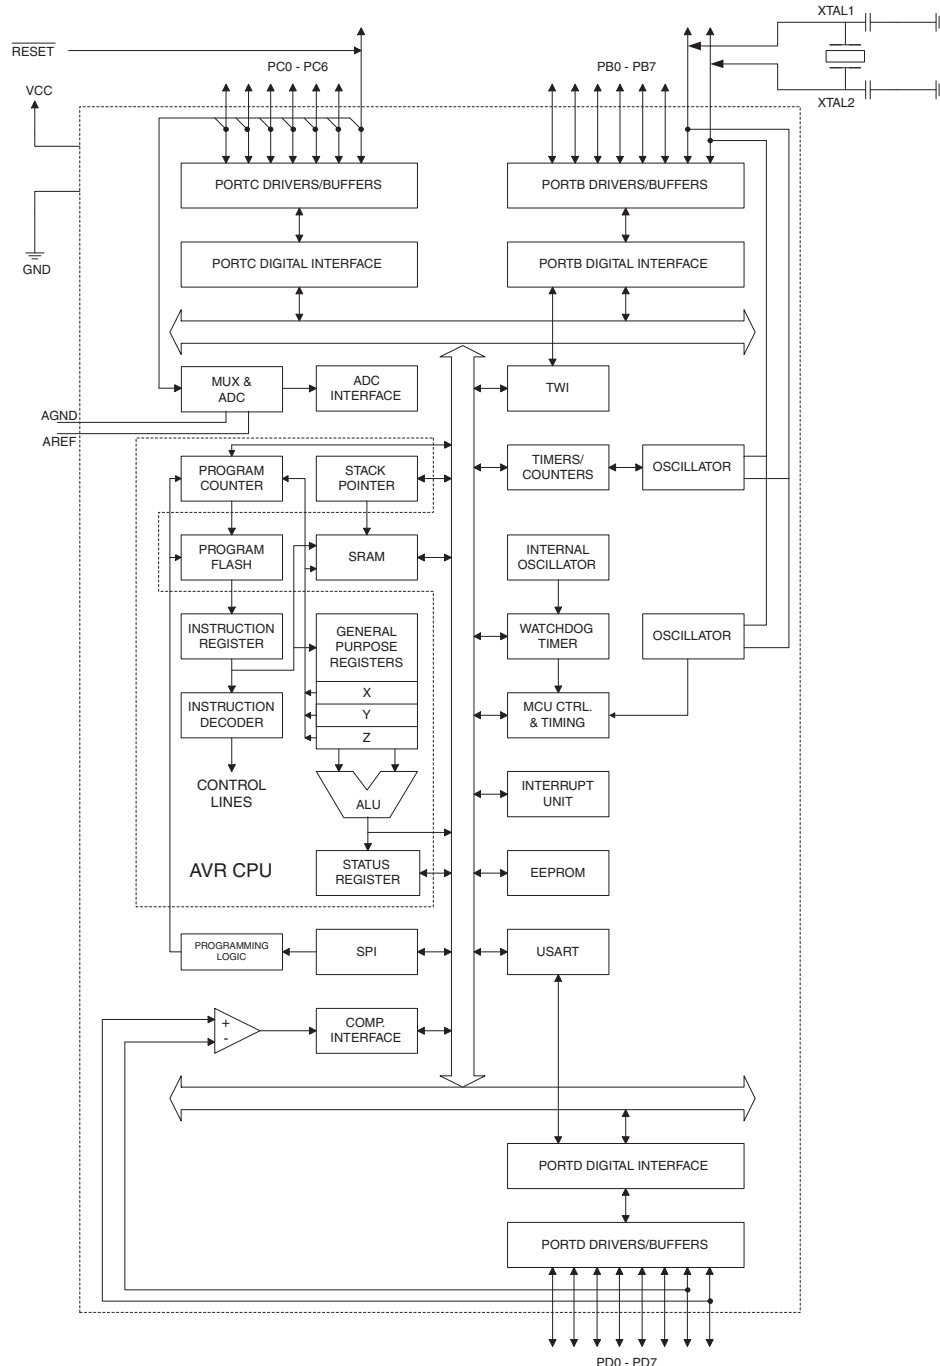 XTAL1
RESET
PC0 - PC6
PB0 - PB7
VCC
XTAL2
PORTC DRIVERS/BUFFERS
PORTB DRIVERS/BUFFERS
GND
PORTC DIGITAL INTERFACE
PORTB DIGITAL INTERFACE
MUX &
ADC
ADC
INTERFACE
TWI
AGND
AREF
PROGRAM
COUNTER
STACK
POINTER
TIMERS/
COUNTERS
OSCILLATOR
PROGRAM
FLASH
SRAM
INTERNAL
OSCILLATOR
INSTRUCTION
REGISTER
GENERAL
PURPOSE
REGISTERS
WATCHDOG
TIMER
OSCILLATOR
X
INSTRUCTION
DECODER
Y
Z
MCU CTRL.
& TIMING
CONTROL
LINES
ALU
INTERRUPT
UNIT
AVR CPU
STATUS
REGISTER
EEPROM
PROGRAMMING
LOGIC
SPI
USART
+
-
COMP.
INTERFACE
PORTD DIGITAL INTERFACE
PORTD DRIVERS/BUFFERS
PD0 - PD7